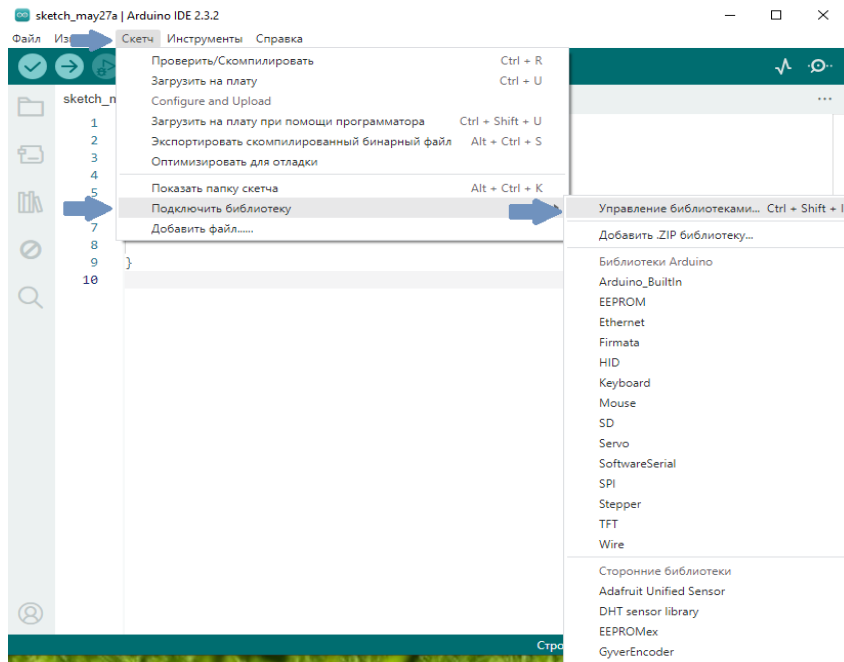 sketch_may27a | Arduino IDE 2.3.2
Файл Скетч Инструменты Справка
Проверить/Скомпилировать Ctrl + R
Загрузить на плату Ctrl + U
Configure and Upload
Загрузить на плату при помощи программатора Ctrl + Shift + U
Экспортировать скомпилированный бинарный файл Alt + Ctrl + S
Оптимизировать для отладки
Показать папку скетча Alt + Ctrl + K
Подключить библиотеку
Добавить файл......
1
2
3
4
5
7
8
9 }
10
Управление библиотеками... Ctrl + Shift + I
Добавить .ZIP библиотеку...
Библиотеки Arduino
Arduino_BuiltIn
EEPROM
Ethernet
Firmata
HID
Keyboard
Mouse
SD
Servo
SoftwareSerial
SPI
Stepper
TFT
Wire
Сторонние библиотеки
Adafruit Unified Sensor
DHT sensor library
EEPROMex
GyverEncoder